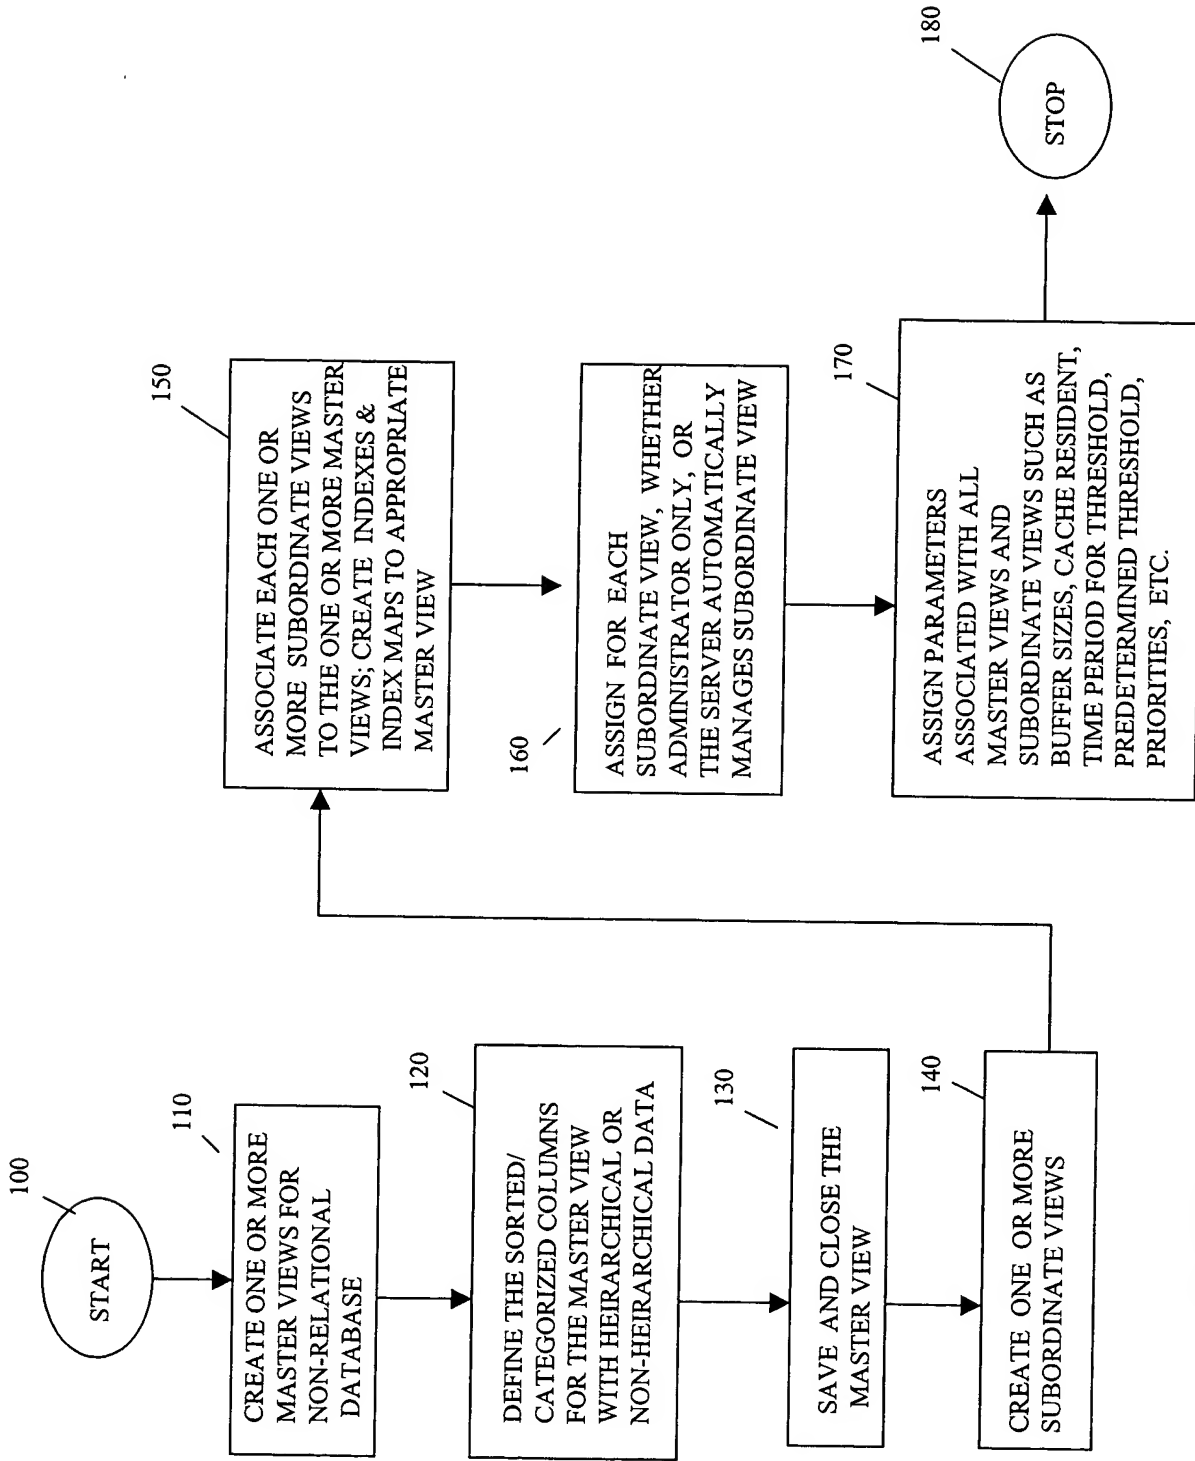 100
START
110
CREATE ONE OR MORE
MASTER VIEWS FOR
NON-RELATIONAL
DATABASE
120
DEFINE THE SORTED/
CATEGORIZED COLUMNS
FOR THE MASTER VIEW
WITH HEIRARCHICAL OR
NON-HEIRARCHICAL DATA
130
SAVE AND CLOSE THE
MASTER VIEW
140
CREATE ONE OR MORE
SUBORDINATE VIEWS
150
ASSOCIATE EACH ONE OR
MORE SUBORDINATE VIEWS
TO THE ONE OR MORE MASTER
VIEWS; CREATE INDEXES &
INDEX MAPS TO APPROPRIATE
MASTER VIEW
160
ASSIGN FOR EACH
SUBORDINATE VIEW, WHETHER
ADMINISTRATOR ONLY, OR
THE SERVER AUTOMATICALLY
MANAGES SUBORDINATE VIEW
170
ASSIGN PARAMETERS
ASSOCIATED WITH ALL
MASTER VIEWS AND
SUBORDINATE VIEWS SUCH AS
BUFFER SIZES, CACHE RESIDENT,
TIME PERIOD FOR THRESHOLD,
PREDETERMINED THRESHOLD,
PRIORITIES, ETC.
180
STOP